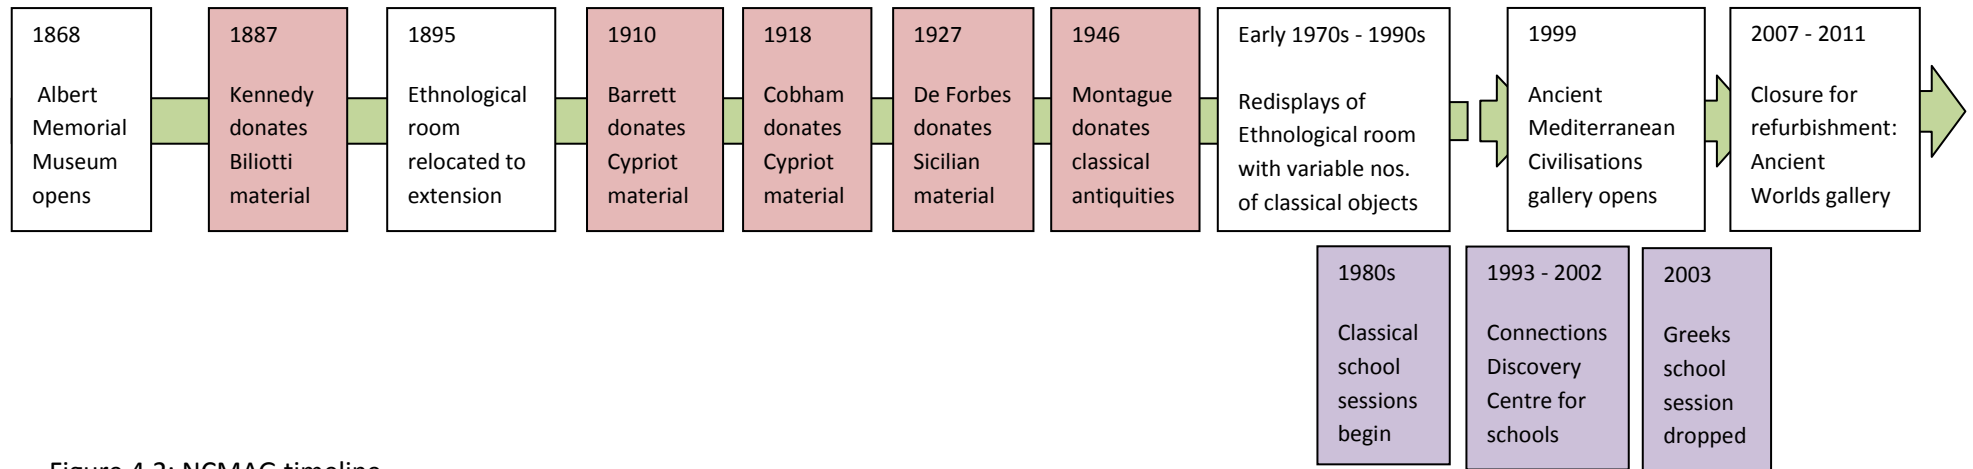 1868
Albert
Memorial
Museum
opens
1887
Kennedy
donates
Biliotti
material
1895
Ethnological
room
relocated to
extension
1910
Barrett
donates
Cypriot
material
1918
Cobham
donates
Cypriot
material
1927
De Forbes
donates
Sicilian
material
1946
Montague
donates
classical
antiquities
Early 1970s - 1990s
Redisplays of
Ethnological room
with variable nos.
of classical objects
1999
Ancient
Mediterranean
Civilisations
gallery opens
2007 - 2011
Closure for
refurbishment:
Ancient
Worlds gallery
1980s
Classical
school
sessions
begin
1993 - 2002
Connections
Discovery
Centre for
schools
2003
Greeks
school
session
dropped